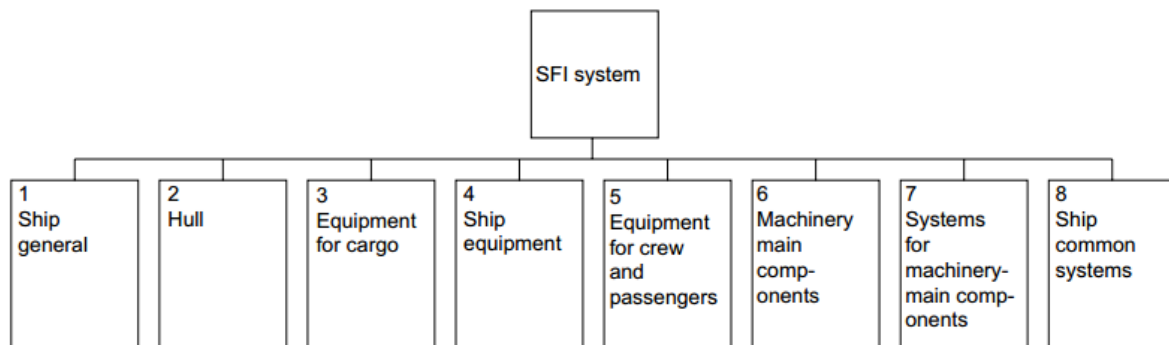 SFI system
1
Ship
general
2
Hull
3
Equipment
for cargo
4
Ship
equipment
5
Equipment
for crew
and
passengers
6
Machinery
main
comp-
onents
7
Systems
for
machinery-
main comp-
onents
8
Ship
common
systems